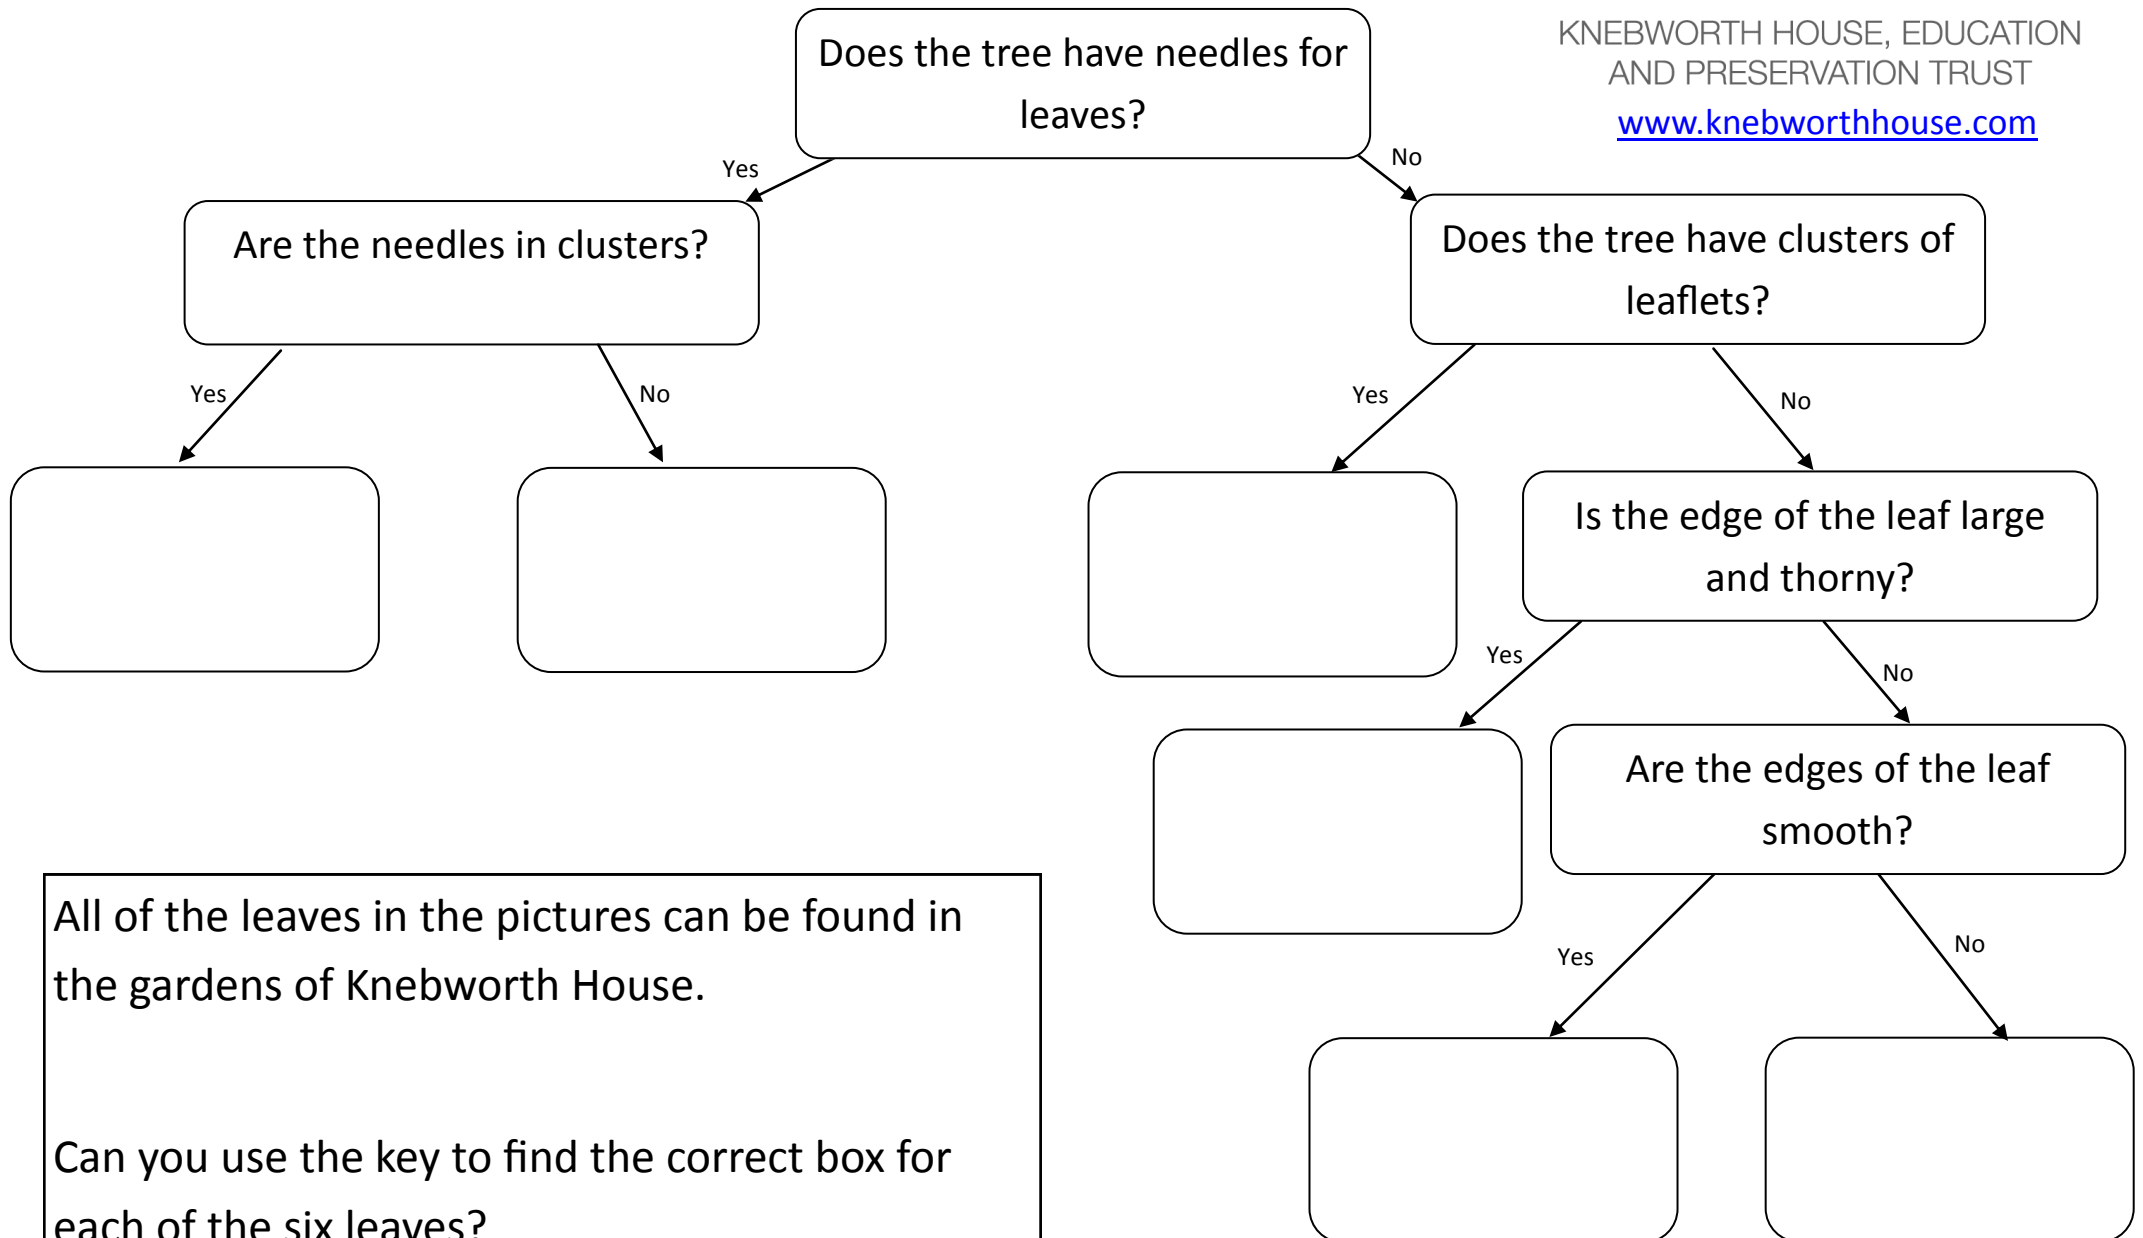 Does the tree have needles for
leaves?
KNEBWORTH HOUSE, EDUCATION
AND PRESERVATION TRUST
www.knebworthhouse.com
Yes
No
Are the needles in clusters?
Does the tree have clusters of
leaflets?
Yes
No
Yes
No
Is the edge of the leaf large
and thorny?
Yes
No
Are the edges of the leaf
smooth?
Yes
No
All of the leaves in the pictures can be found in
the gardens of Knebworth House.
Can you use the key to find the correct box for
each of the six leaves?